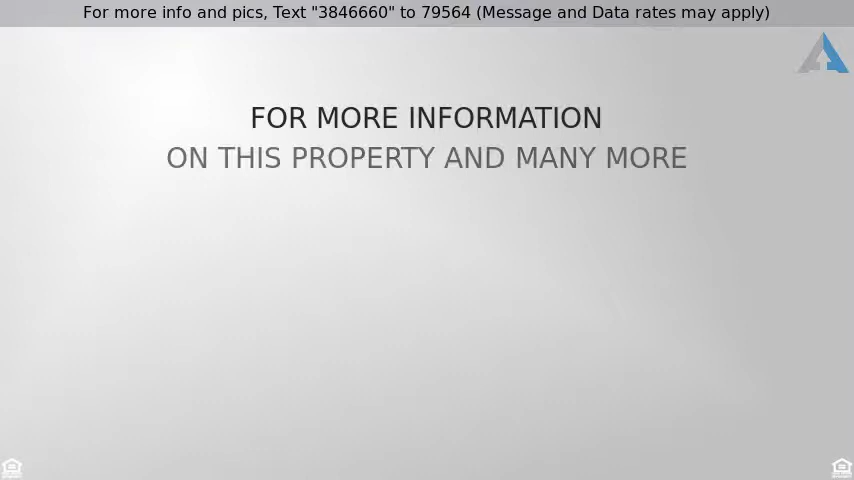 For more info and pics, Text "3846660" to 79564 (Message and Data rates may apply)
FOR MORE INFORMATION
ON THIS PROPERTY AND MANY MORE